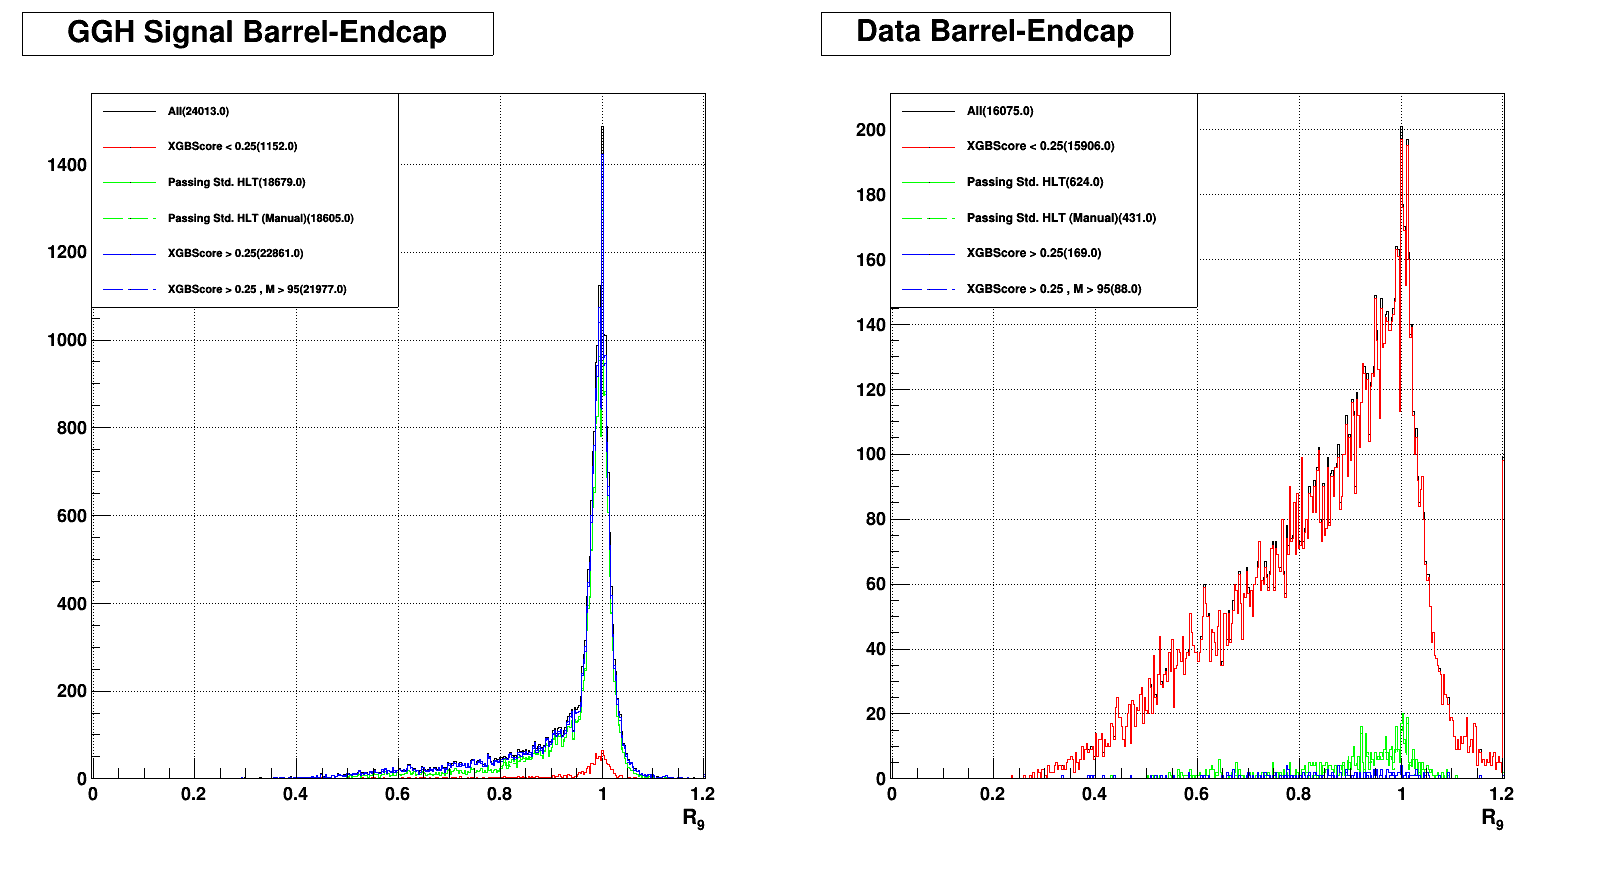 GGH Signal Barrel-Endcap
All(24013.0)
XGBScore < 0.25(1152.0)
Passing Std. HLT(18679.0)
Passing Std. HLT (Manual)(18605.0)
XGBScore > 0.25(22861.0)
XGBScore > 0.25 , M > 95(21977.0)
1400
1200
1000
800
600
400
200
0
0 0.2 0.4 0.6 0.8 1 1.2
R9
Data Barrel-Endcap
All(16075.0)
XGBScore < 0.25(15906.0)
Passing Std. HLT(624.0)
Passing Std. HLT (Manual)(431.0)
XGBScore > 0.25(169.0)
XGBScore > 0.25 , M > 95(88.0)
200
180
160
140
120
100
80
60
40
20
0
0 0.2 0.4 0.6 0.8 1 1.2
R9